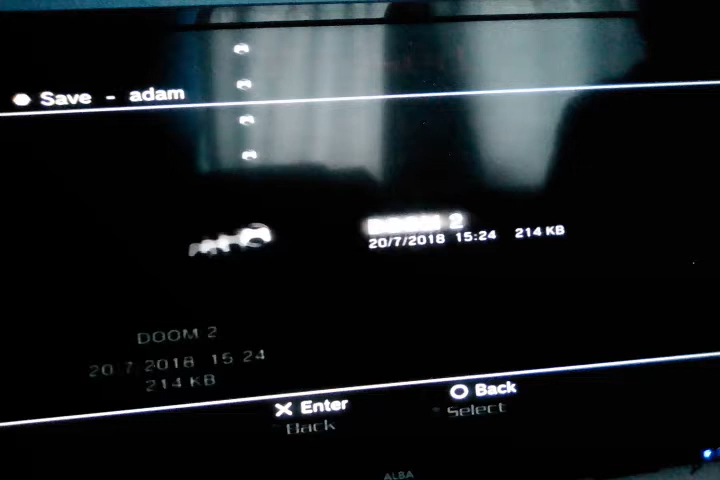 Save - adam
DOOM 2
20/7/2018 15:24 214 KB
DOOM 2
20 7 2018 15 24
214 KB
Enter
Back
Back
Select
ALBA